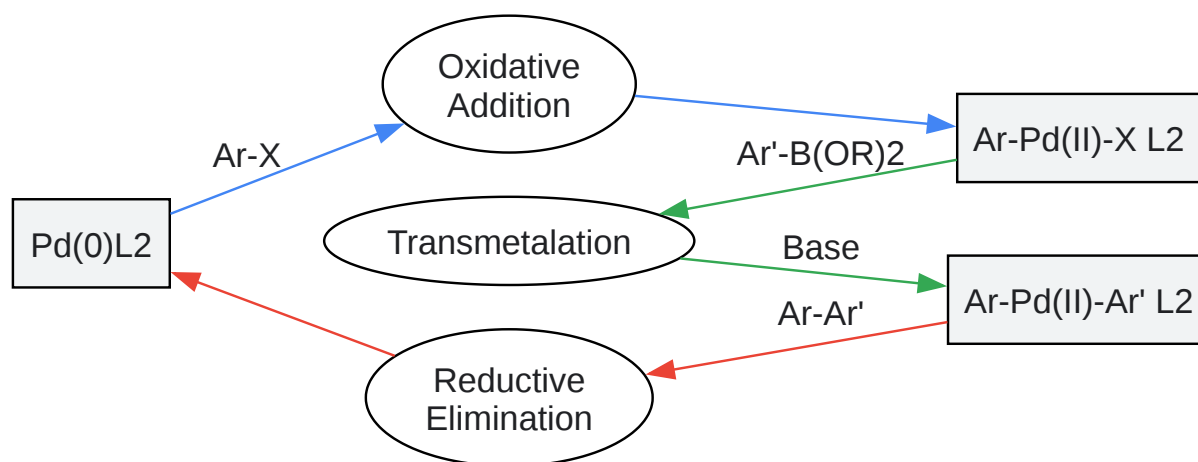 Oxidative
Addition
Ar-X
Ar'-B(OR)2
Ar-Pd(II)-X L2
Pd(0)L2
Transmetalation
Base
Ar-Pd(II)-Ar' L2
Ar-Ar'
Reductive
Elimination